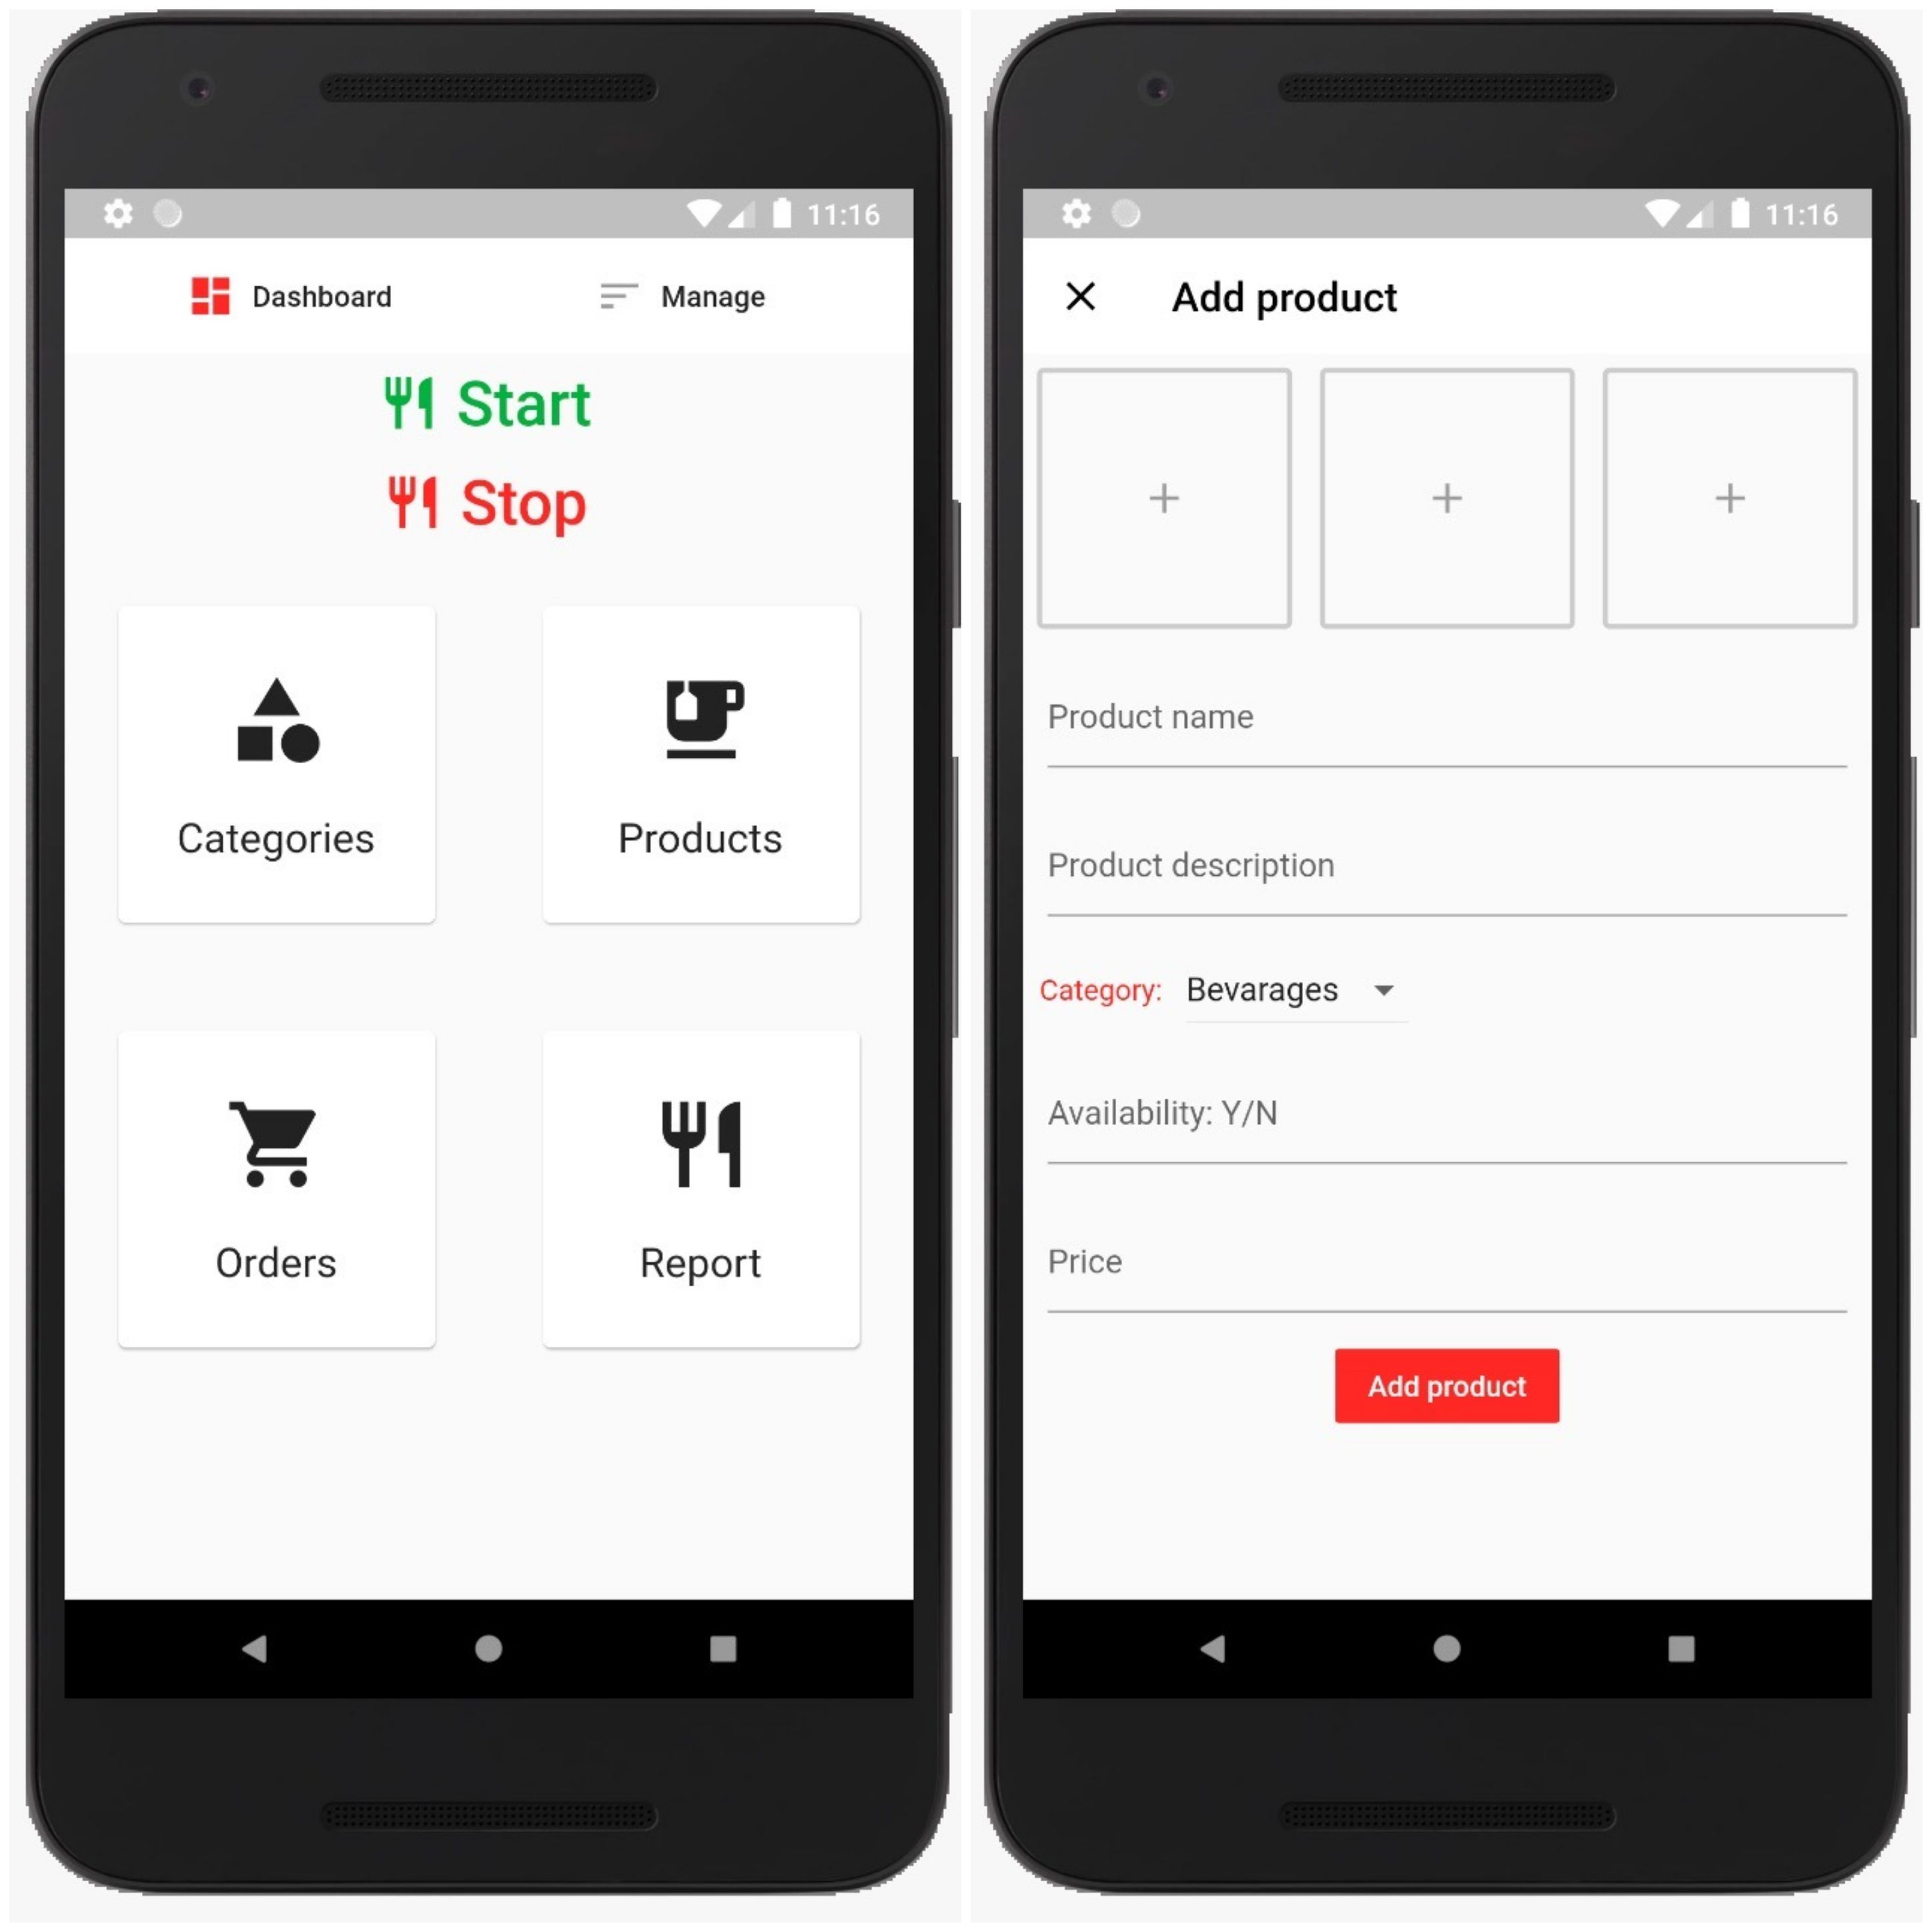 11:16
Dashboard Manage
Start
Stop
Categories Products
Orders Report
11:16
Add product
+ + +
Product name
Product description
Category: Bevarages
Availability: Y/N
Price
Add product